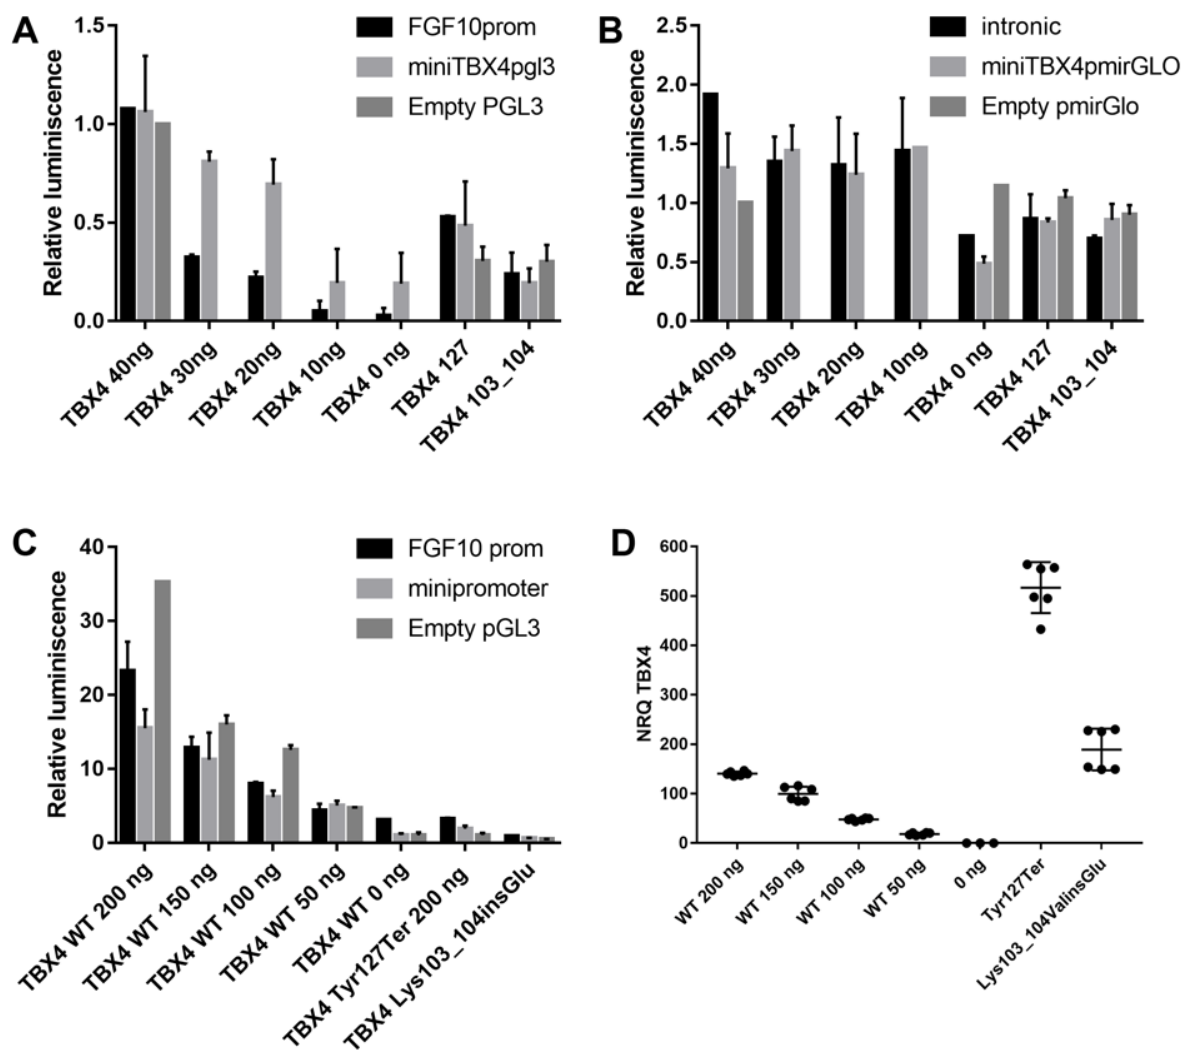 A
Relative luminiscence
1.5
1.0
0.5
0.0
FGF10prom
miniTBX4pgl3
Empty PGL3
TBX4 40ng
TBX4 30ng
TBX4 20ng
TBX4 10ng
TBX4 0 ng
TBX4 127
TBX4 103_104
B
Relative luminiscence
2.5
2.0
1.5
1.0
0.5
0.0
intronic
miniTBX4pmirGLO
Empty pmirGlo
TBX4 40ng
TBX4 30ng
TBX4 20ng
TBX4 10ng
TBX4 0 ng
TBX4 127
TBX4 103_104
C
Relative luminiscence
40
30
20
10
0
FGF10 prom
minipromoter
Empty pGL3
TBX4 WT 200 ng
TBX4 WT 150 ng
TBX4 WT 100 ng
TBX4 WT 50 ng
TBX4 WT 0 ng
TBX4 Tyr127Ter 200 ng
TBX4 Lys103_104insGlu
D
NRQ TBX4
600
500
400
300
200
100
0
WT 200 ng
WT 150 ng
WT 100 ng
WT 50 ng
0 ng
Tyr127Ter
Lys103_104ValinsGlu